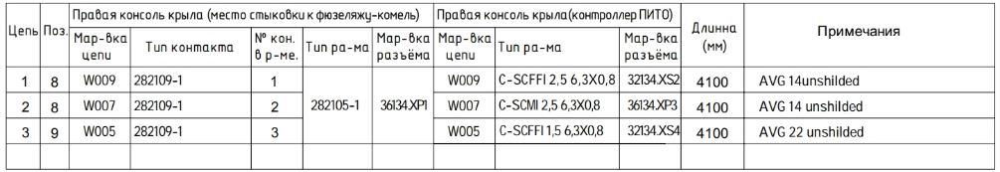 Цепь Поз. Правая консоль крыла (место стыковки к фюзеляжу-комель) Правая консоль крыла(контроллер ПИТО) Длинна (мм) Примечания
Мар-вка цепи Тип контакта № кон. в р-ме. Тип ра-ма Мар-вка разъёма Мар-вка цепи Тип ра-ма Мар-вка разъёма
1 8 W009 282109-1 1 282105-1 36134.XP1 W009 C-SCFFI 2,5 6,3X0,8 32134.XS2 4100 AVG 14unshilded
2 8 W007 282109-1 2 W007 C-SCMI 2,5 6,3X0,8 36134.XP3 4100 AVG 14 unshilded
3 9 W005 282109-1 3 W005 C-SCFFI 1,5 6,3X0,8 32134.XS4 4100 AVG 22 unshilded